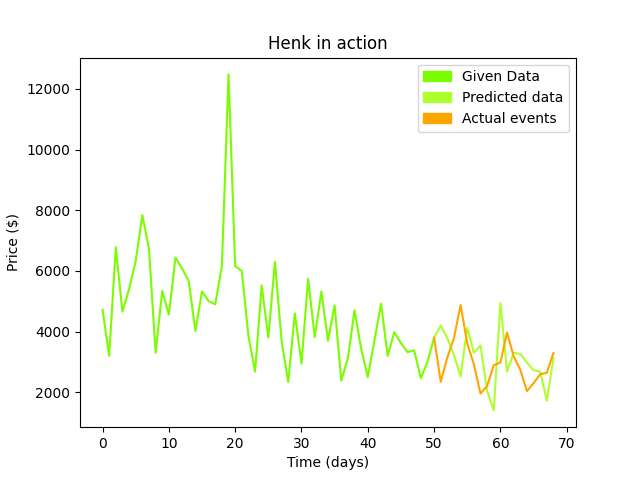 Henk in action
Given Data
Predicted data
Actual events
Price ($)
12000
10000
8000
6000
4000
2000
0 10 20 30 40 50 60 70
Time (days)